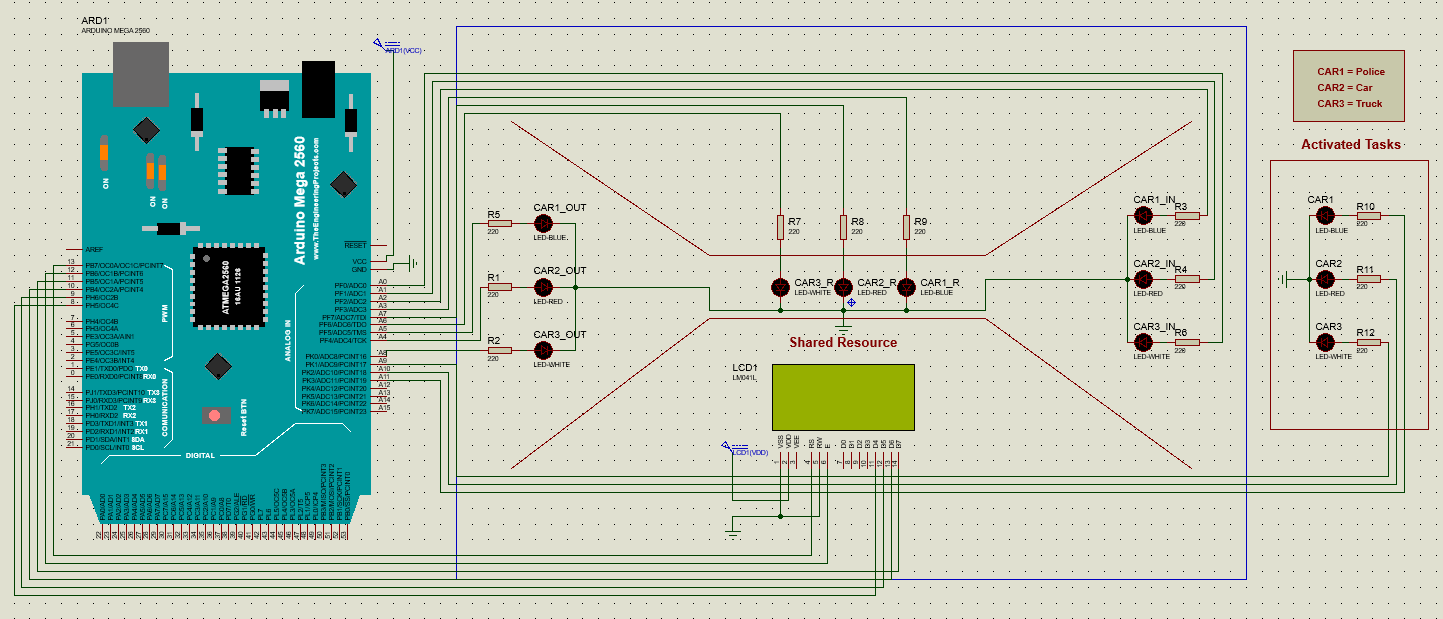 ARD1
ARDUINO MEGA 2560
ARD1(VCC)
ON
ON
ON
Arduino Mega 2560
www.TheEngineeringProjects.com
ATMEGA2560
16AU 1126
Reset BTN
AREF
13 PB7/OC0A/OC1C/PCINT7
12 PB6/OC1B/PCINT6
11 PB5/OC1A/PCINT5
10 PB4/OC2A/PCINT4
9 PH6/OC2B
8 PH5/OC4C
7 PH4/OC4B
6 PH3/OC4A
5 PE3/OC3A/AIN1
4 PG5/OC0B
3 PE5/OC3C/INT5
2 PE4/OC3B/INT4
1 PE1/TXD0/PDO TX0
0 PE0/RXD0/PCINT8 RX0
14 PJ1/TXD3/PCINT10 TX3
15 PJ0/RXD3/PCINT9 RX3
16 PH1/TXD2 TX2
17 PH0/RXD2 RX2
18 PD3/TXD1/INT3 TX1
19 PD2/RXD1/INT2 RX1
20 PD1/SDA/INT1 SDA
21 PD0/SCL/INT0 SCL
PWM
COMUNICATION
DIGITAL
ANALOG IN
RESET
VCC
GND
PF0/ADC0 A0
PF1/ADC1 A1
PF2/ADC2 A2
PF3/ADC3 A3
PF7/ADC7/TDI A7
PF6/ADC6/TDO A6
PF5/ADC5/TMS A5
PF4/ADC4/TCK A4
PK0/ADC8/PCINT16 A8
PK1/ADC9/PCINT17 A9
PK2/ADC10/PCINT18 A10
PK3/ADC11/PCINT19 A11
PK4/ADC12/PCINT20 A12
PK5/ADC13/PCINT21 A13
PK6/ADC14/PCINT22 A14
PK7/ADC15/PCINT23 A15
R5
220
CAR1_OUT
LED-BLUE
R1
220
CAR2_OUT
LED-RED
R2
220
CAR3_OUT
LED-WHITE
R7
220
R8
220
R9
220
CAR3_R
LED-WHITE
CAR2_R
LED-RED
CAR1_R
LED-BLUE
Shared Resource
LCD1
LM041L
LCD1(VDD)
VSS
VDD
VEE
RS
RW
E
D0
D1
D2
D3
D4
D5
D6
D7
1 2 3 4 5 6 7 8 9 10 11 12 13 14
CAR1_IN
LED-BLUE
R3
220
CAR2_IN
LED-RED
R4
220
CAR3_IN
LED-WHITE
R6
220
CAR1 = Police
CAR2 = Car
CAR3 = Truck
Activated Tasks
CAR1
LED-BLUE
R10
220
CAR2
LED-RED
R11
220
CAR3
LED-WHITE
R12
220